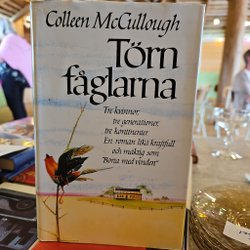 Colleen McCullough
Törn
fåglarna
Tre kvinnor,
tre generationer,
tre kontinenter
En roman lika kraftfull
och mäktig som
"Borta med vinden"